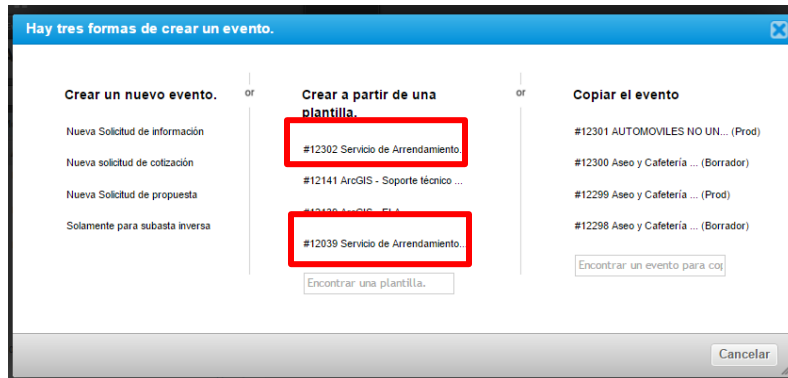 Hay tres formas de crear un evento.
Crear un nuevo evento.
Nueva Solicitud de información
Nueva solicitud de cotización
Nueva Solicitud de propuesta
Solamente para subasta inversa
or
Crear a partir de una
plantilla.
#12302 Servicio de Arrendamiento...
#12141 ArcGIS - Soporte técnico ...
#12039 Servicio de Arrendamiento...
Encontrar una plantilla.
or
Copiar el evento
#12301 AUTOMOVILES NO UN... (Prod)
#12300 Aseo y Cafetería ... (Borrador)
#12299 Aseo y Cafetería ... (Prod)
#12298 Aseo y Cafetería ... (Borrador)
Encontrar un evento para cop
Cancelar